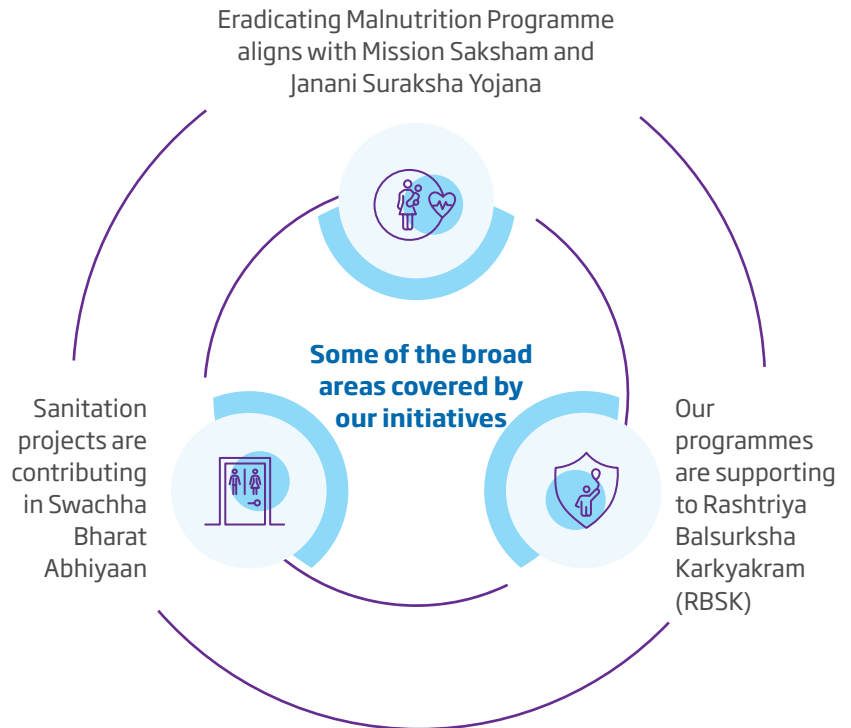 Eradicating Malnutrition Programme
aligns with Mission Saksham and
Janani Suraksha Yojana
Some of the broad
areas covered by
our initiatives
Sanitation
projects are
contributing
in Swachha
Bharat
Abhiyaan
Our
programmes
are supporting
to Rashtriya
Balsurksha
Karkyakram
(RBSK)